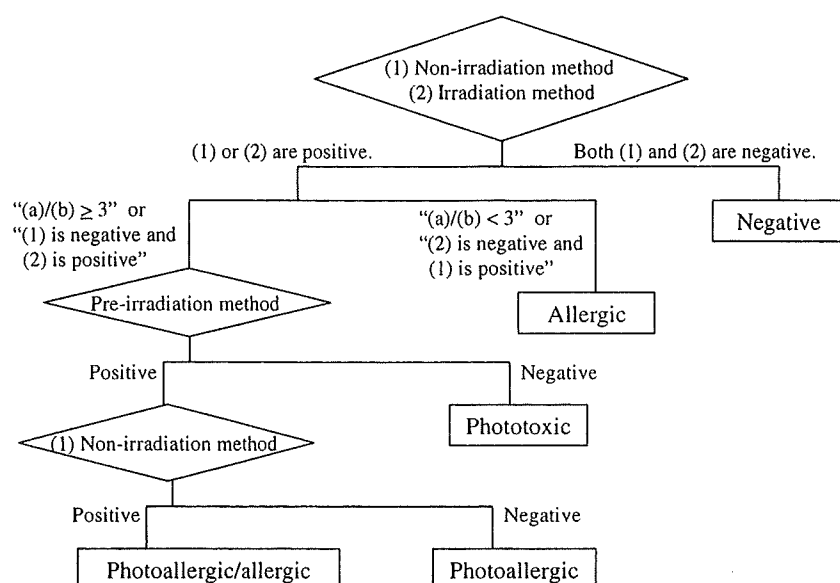 (1) Non-irradiation method
(2) Irradiation method
(1) or (2) are positive.
Both (1) and (2) are negative.
“(a)/(b) ≥ 3” or
“(1) is negative and
(2) is positive”
“(a)/(b) < 3” or
“(2) is negative and
(1) is positive”
Negative
Pre-irradiation method
Allergic
Positive
Negative
(1) Non-irradiation method
Phototoxic
Positive
Negative
Photoallergic/allergic
Photoallergic